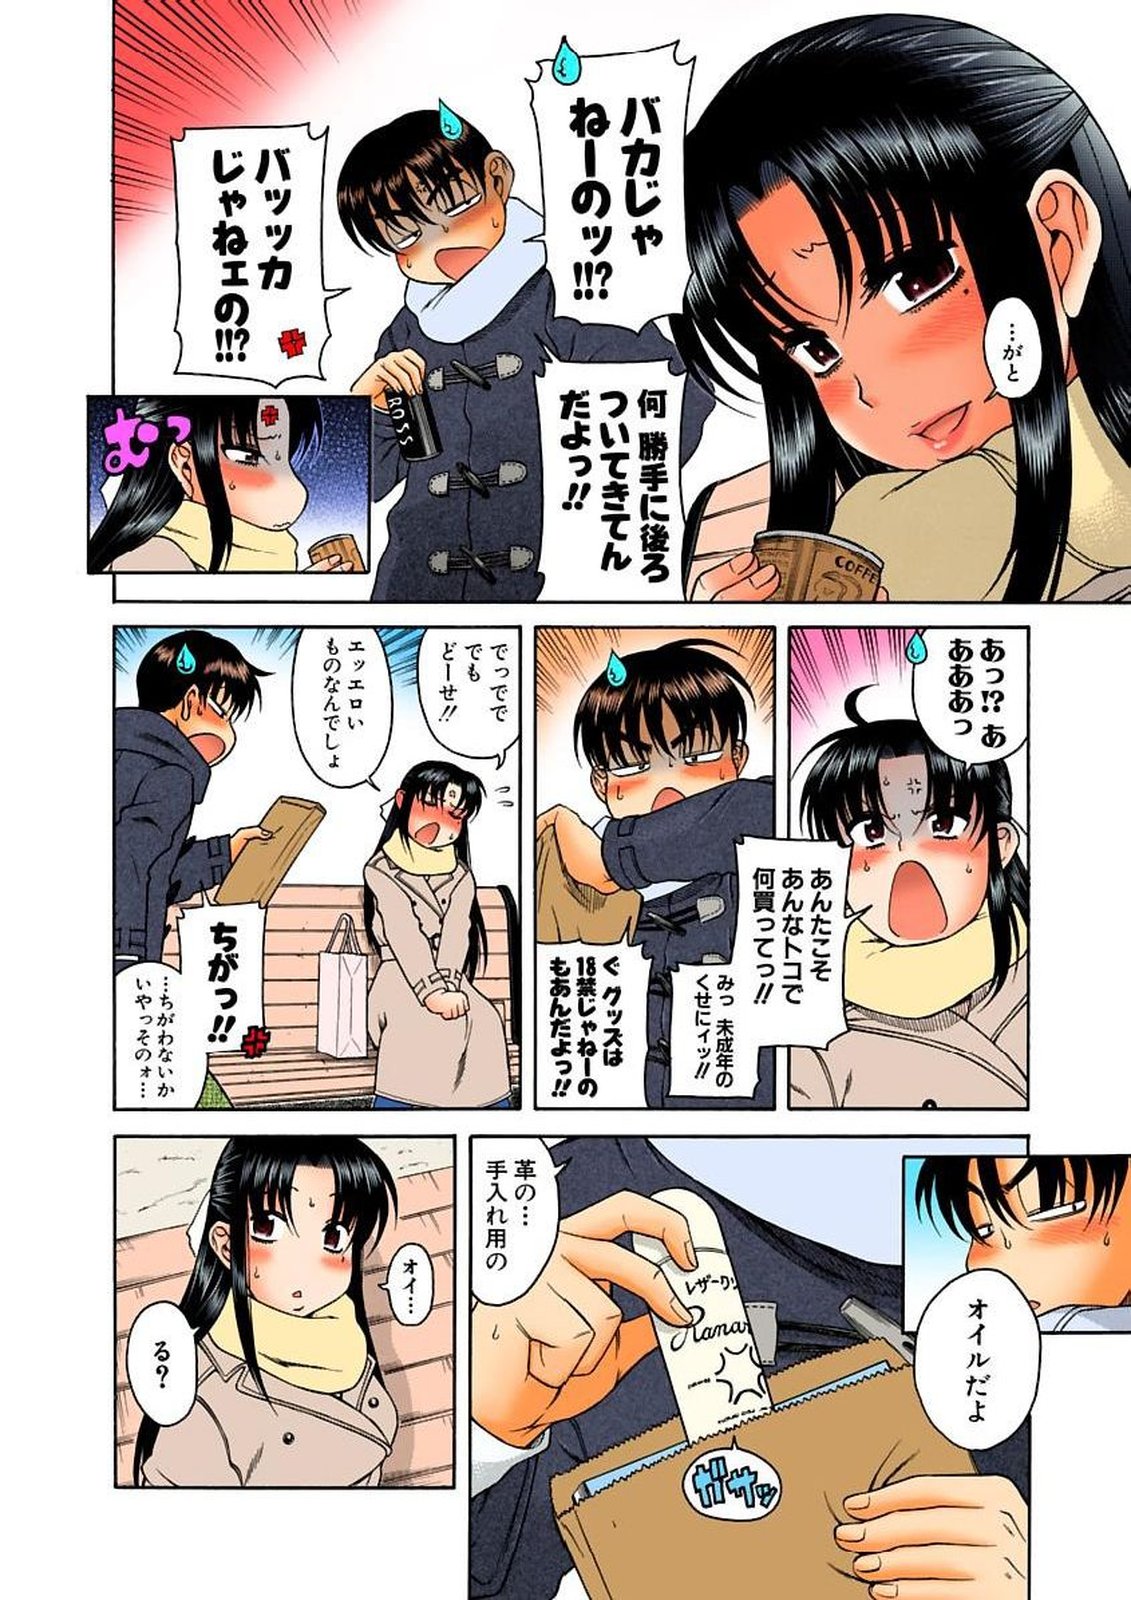 …がと
バカじゃ
ねーのッ!!!?
何 勝手に後ろ
ついてきてん
だよっ!!
バッッカ
じゃねェの!!!?
ROSS
COFFE
むっ
あっ!? あ
あああっ
あんたこそ
あんなトコで
何買ってっ!!
みっ 未成年の
くせにィッ!!
ぐ グッズは
18禁じゃねーの
もあんだよっ!!
でっでで
でも
どーせ!!
エッエロい
ものなんでしょ
ちがっ!!
…ちがわないか
いやっそのォ…
オイルだよ
革の…
手入れ用の
レザークリ
Ranar
ガサッ
オイ…
る?